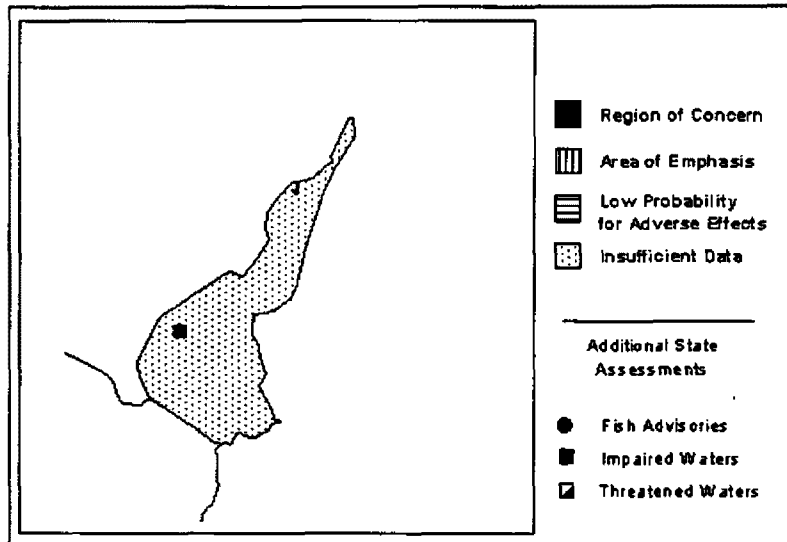 Region of Concern
Area of Emphasis
Low Probability
for Adverse Effects
Insufficient Data
Additional State
Assessments
Fish Advisories
Impaired Waters
Threatened Waters